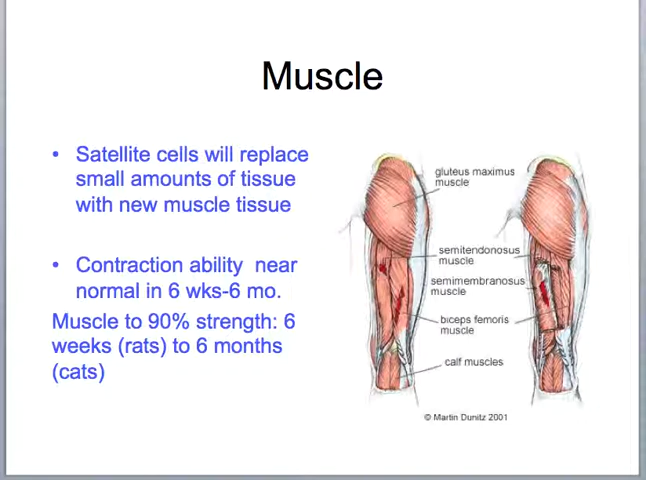 Muscle
• Satellite cells will replace
small amounts of tissue
with new muscle tissue
• Contraction ability near
normal in 6 wks-6 mo.
Muscle to 90% strength: 6
weeks (rats) to 6 months
(cats)
gluteus maximus
muscle
semitendonosus
muscle
semimembranosus
muscle
biceps femoris
muscle
calf muscles
© Martin Dunitz 2001